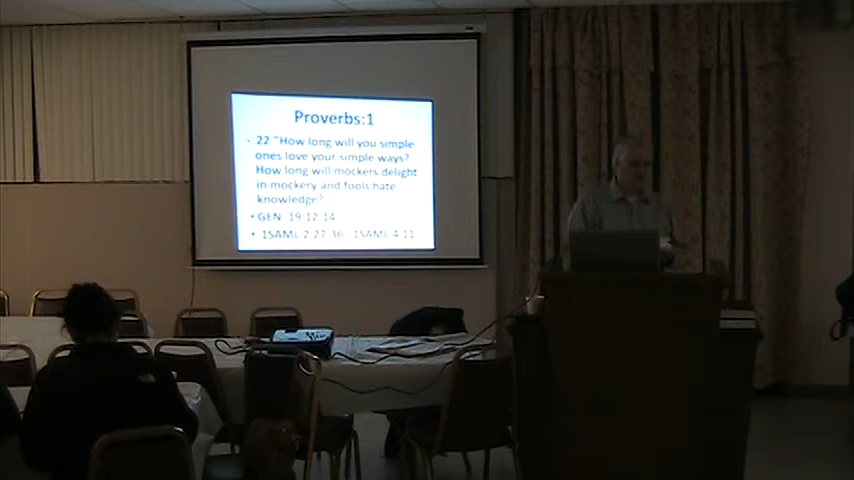 Proverbs:1
• 22 "How long will you simple
ones love your simple ways?
How long will mockers delight
in mockery and fools hate
knowledge?
• GEN. 19:12-14
• 1SAML 2:27-36 1SAML 4:11